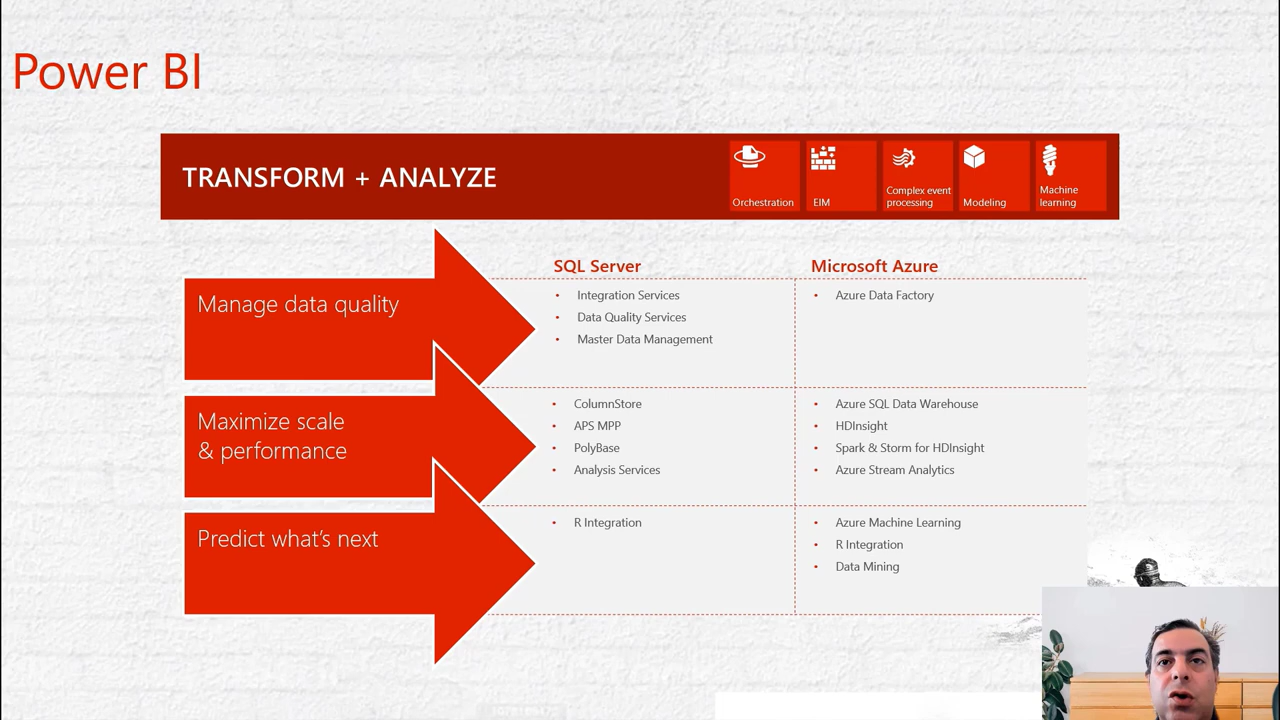 Power BI
TRANSFORM + ANALYZE
Orchestration
EIM
Complex event
processing
Modeling
Machine
learning
SQL Server
Microsoft Azure
Manage data quality
• Integration Services
• Data Quality Services
• Master Data Management
• Azure Data Factory
Maximize scale
& performance
• ColumnStore
• APS MPP
• PolyBase
• Analysis Services
• Azure SQL Data Warehouse
• HDInsight
• Spark & Storm for HDInsight
• Azure Stream Analytics
Predict what's next
• R Integration
• Azure Machine Learning
• R Integration
• Data Mining